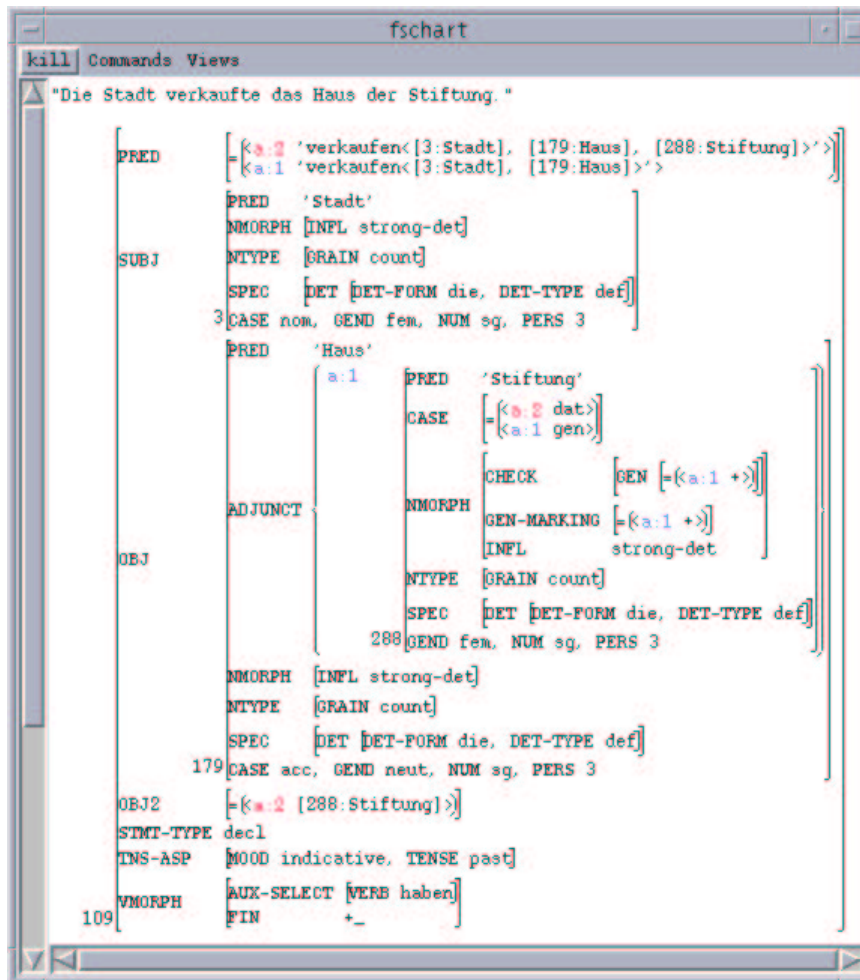 fschart
kill Commands Views
"Die Stadt verkaufte das Haus der Stiftung."
PRED =<a:2 'verkaufen<[3:Stadt], [179:Haus], [288:Stiftung]>'>
<a:1 'verkaufen<[3:Stadt], [179:Haus]>'>
PRED 'Stadt'
NMORPH [INFL strong-det]
SUBJ NTYPE [GRAIN count]
SPEC [DET [DET-FORM die, DET-TYPE def]]
3 CASE nom, GEND fem, NUM sg, PERS 3
PRED 'Haus'
a:1 PRED 'Stiftung'
CASE =<a:2 dat>
<a:1 gen>
CHECK [GEN [=<a:1 +>]]
ADJUNCT NMORPH GEN-MARKING [=<a:1 +>]
INFL strong-det
OBJ
NTYPE [GRAIN count]
SPEC [DET [DET-FORM die, DET-TYPE def]]
288 GEND fem, NUM sg, PERS 3
NMORPH [INFL strong-det]
NTYPE [GRAIN count]
SPEC [DET [DET-FORM die, DET-TYPE def]]
179 CASE acc, GEND neut, NUM sg, PERS 3
OBJ2 [=<a:2 [288:Stiftung]>]
STMT-TYPE decl
TNS-ASP [MOOD indicative, TENSE past]
VMORPH [AUX-SELECT [VERB haben]
109 FIN +_